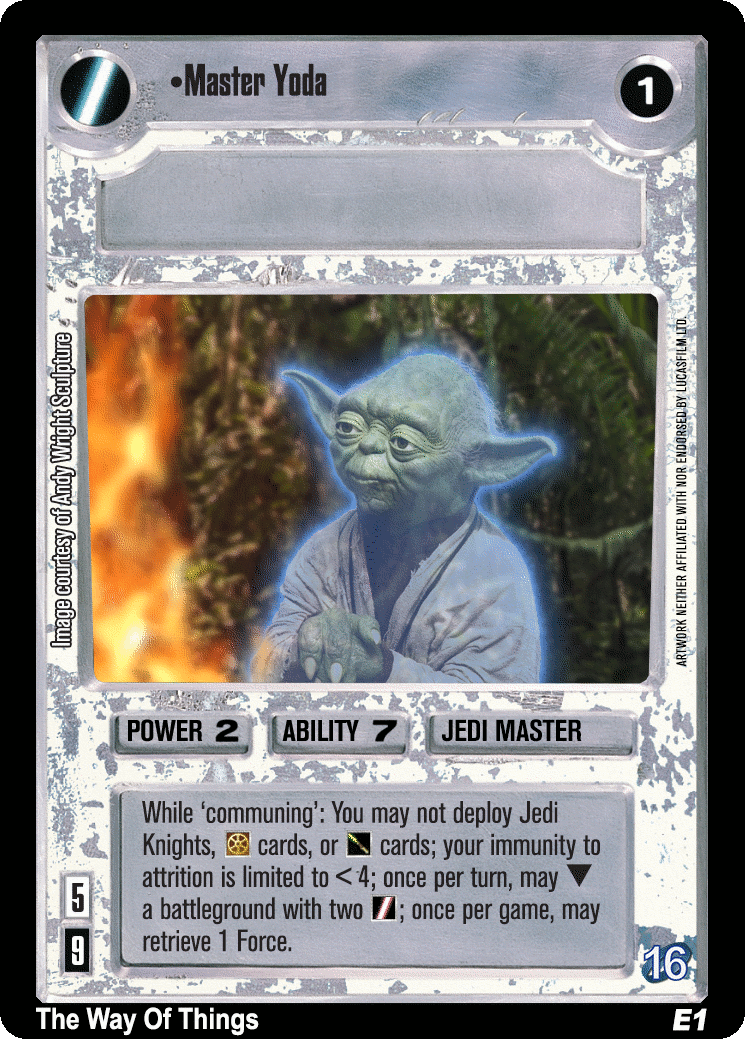 •Master Yoda
1
Image courtesy of Andy Wright Sculpture
ARTWORK NEITHER AFFILIATED WITH NOR ENDORSED BY LUCASFILM LTD.
POWER 2
ABILITY 7
JEDI MASTER
While ‘communing’: You may not deploy Jedi
Knights, cards, or cards; your immunity to
attrition is limited to < 4; once per turn, may ▼
a battleground with two ; once per game, may
retrieve 1 Force.
5
9
16
The Way Of Things
E1